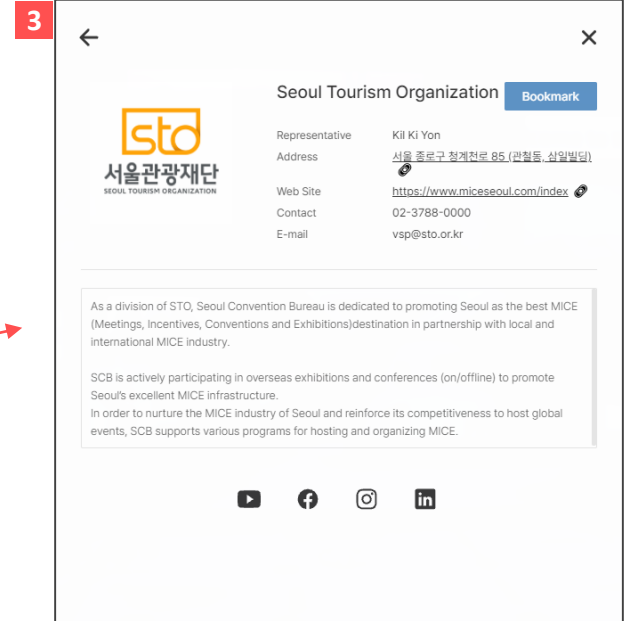 3
Seoul Tourism Organization
Bookmark
sto
서울관광재단
SEOUL TOURISM ORGANIZATION
Representative Kil Ki Yon
Address 서울 종로구 청계천로 85 (관철동, 삼일빌딩)
Web Site https://www.miceseoul.com/index
Contact 02-3788-0000
E-mail vsp@sto.or.kr
As a division of STO, Seoul Convention Bureau is dedicated to promoting Seoul as the best MICE
(Meetings, Incentives, Conventions and Exhibitions)destination in partnership with local and
international MICE industry.
SCB is actively participating in overseas exhibitions and conferences (on/offline) to promote
Seoul's excellent MICE infrastructure.
In order to nurture the MICE industry of Seoul and reinforce its competitiveness to host global
events, SCB supports various programs for hosting and organizing MICE.
in